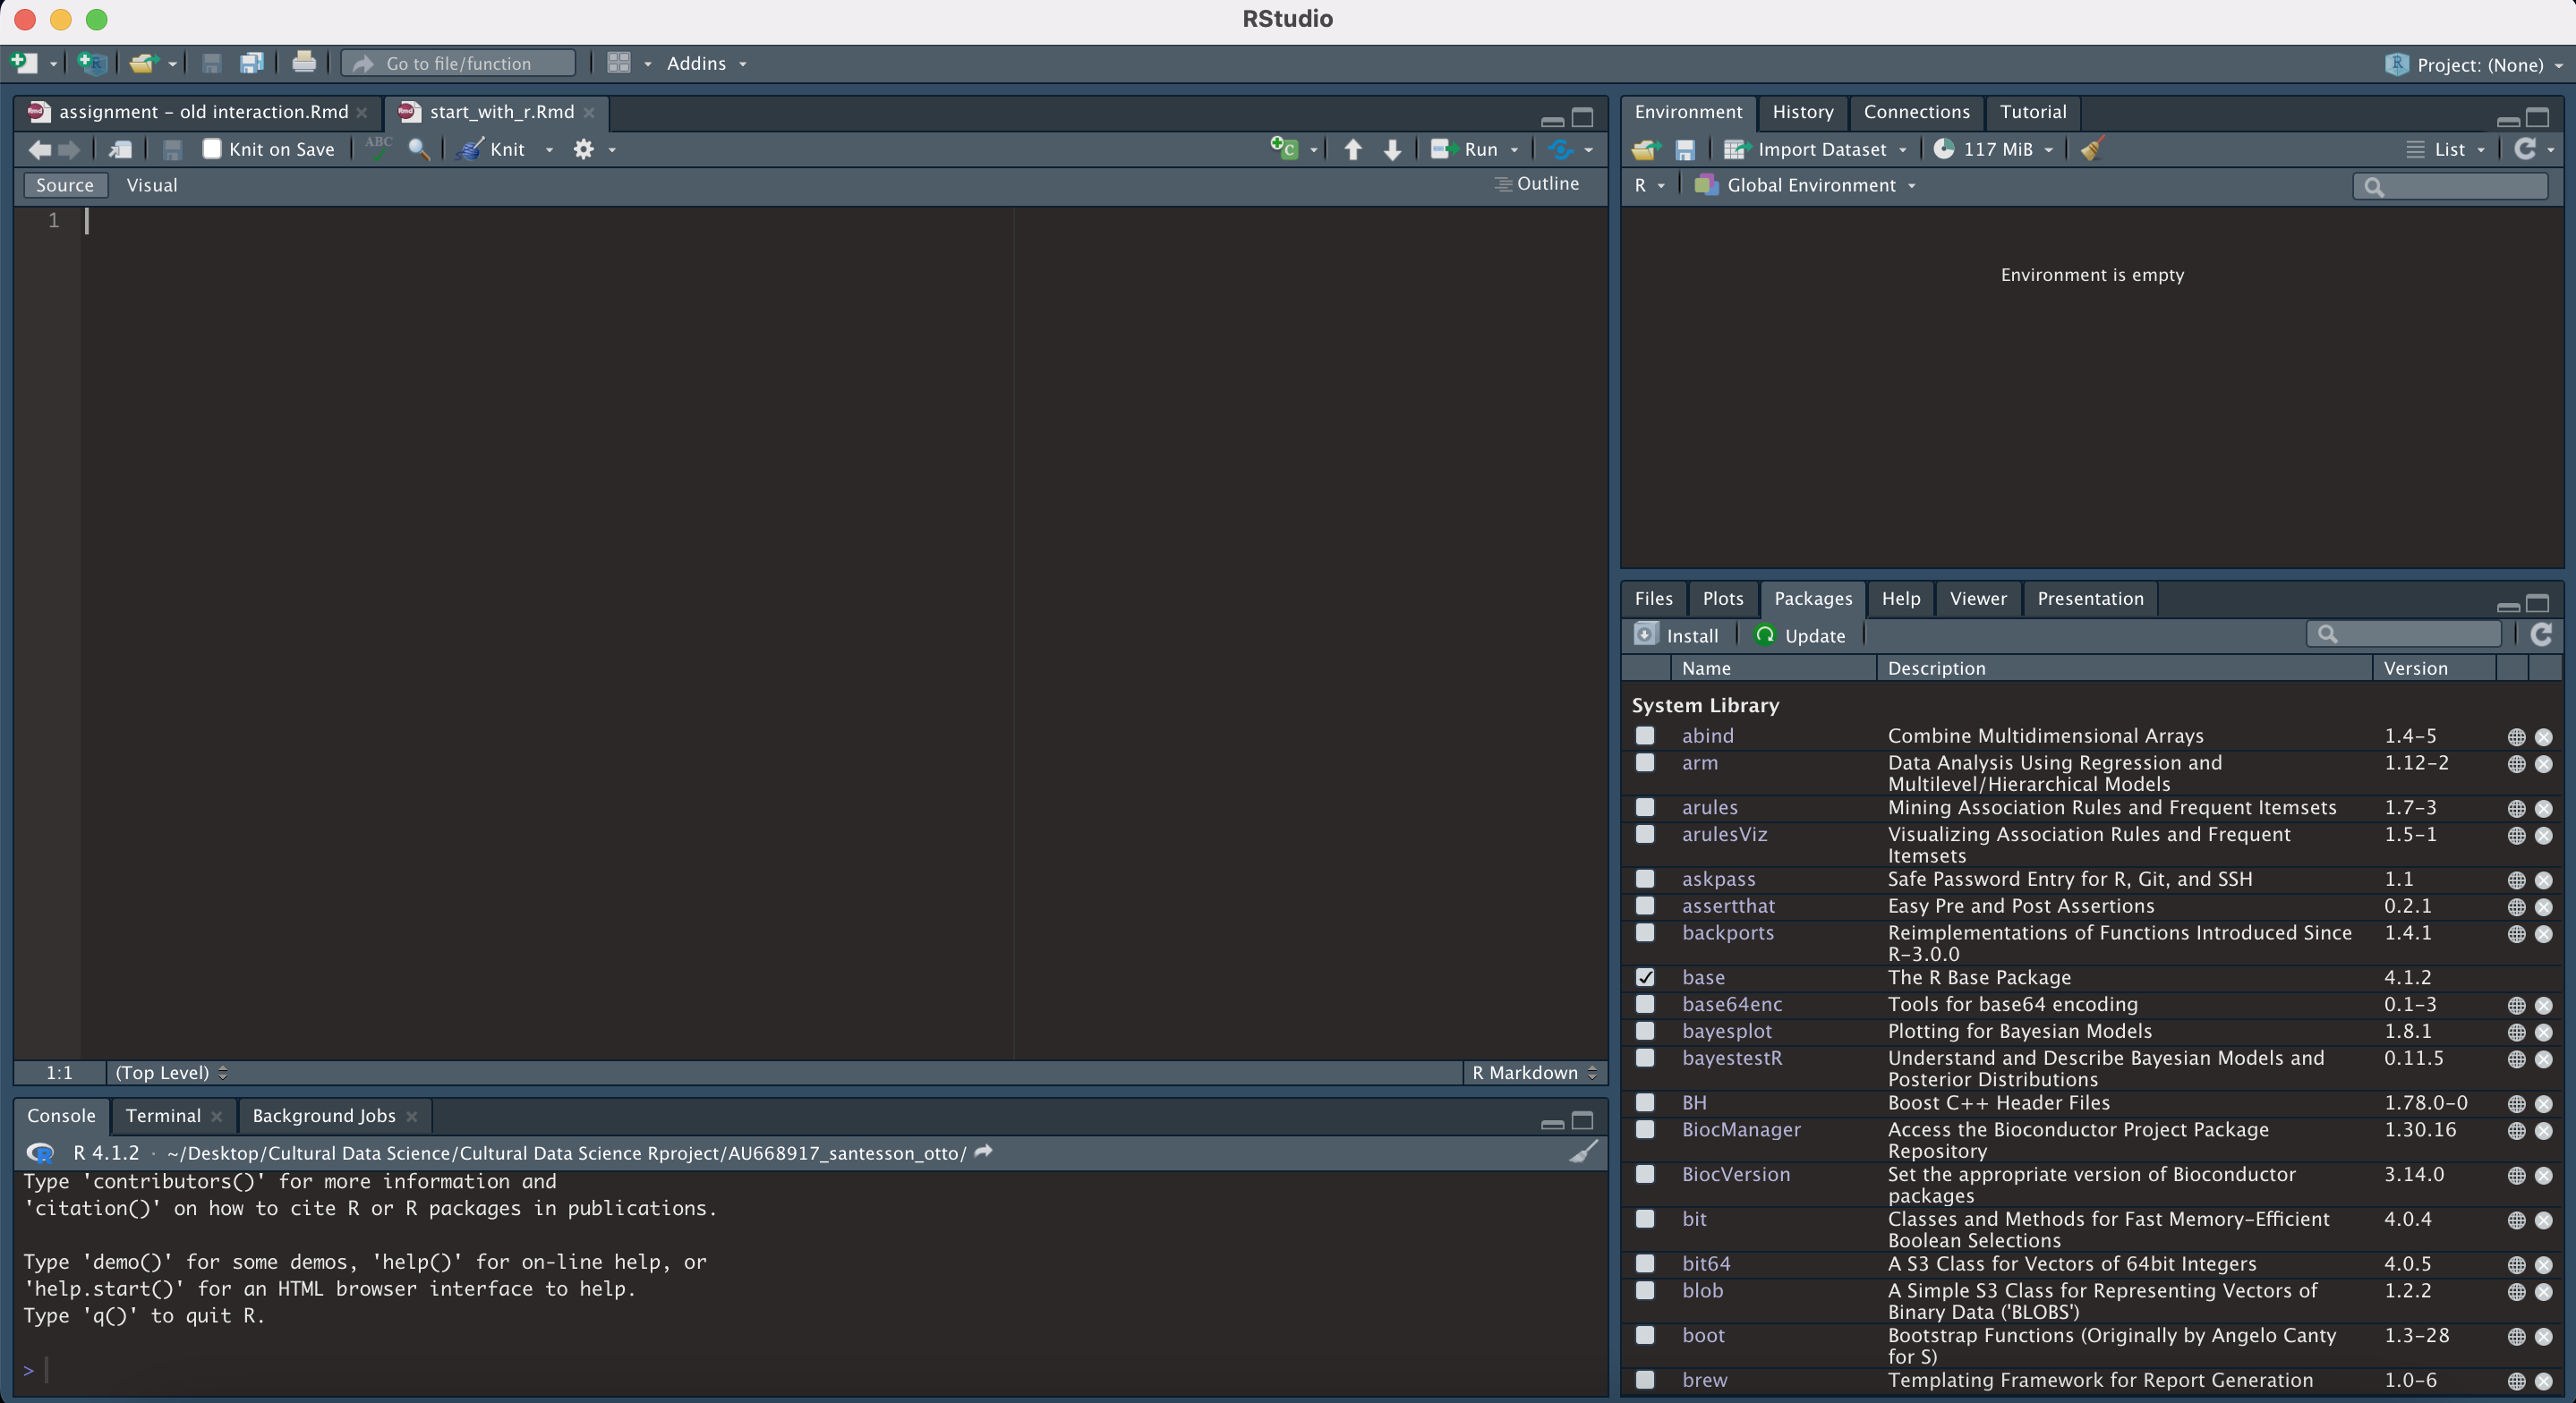 RStudio
Go to file/function
Addins
Project: (None)
assignment – old interaction.Rmd
start_with_r.Rmd
Knit on Save
ABC
Knit
Run
Source
Visual
Outline
1
1:1
(Top Level)
R Markdown
Console
Terminal
Background Jobs
R 4.1.2 · ~/Desktop/Cultural Data Science/Cultural Data Science Rproject/AU668917_santesson_otto/
Type 'contributors()' for more information and
'citation()' on how to cite R or R packages in publications.
Type 'demo()' for some demos, 'help()' for on-line help, or
'help.start()' for an HTML browser interface to help.
Type 'q()' to quit R.
>
Environment
History
Connections
Tutorial
Import Dataset
117 MiB
List
R
Global Environment
Environment is empty
Files
Plots
Packages
Help
Viewer
Presentation
Install
Update
Name Description Version
System Library
abind Combine Multidimensional Arrays 1.4-5
arm Data Analysis Using Regression and 1.12-2
Multilevel/Hierarchical Models
arules Mining Association Rules and Frequent Itemsets 1.7-3
arulesViz Visualizing Association Rules and Frequent 1.5-1
Itemsets
askpass Safe Password Entry for R, Git, and SSH 1.1
assertthat Easy Pre and Post Assertions 0.2.1
backports Reimplementations of Functions Introduced Since 1.4.1
R-3.0.0
base The R Base Package 4.1.2
base64enc Tools for base64 encoding 0.1-3
bayesplot Plotting for Bayesian Models 1.8.1
bayestestR Understand and Describe Bayesian Models and 0.11.5
Posterior Distributions
BH Boost C++ Header Files 1.78.0-0
BiocManager Access the Bioconductor Project Package 1.30.16
Repository
BiocVersion Set the appropriate version of Bioconductor 3.14.0
packages
bit Classes and Methods for Fast Memory-Efficient 4.0.4
Boolean Selections
bit64 A S3 Class for Vectors of 64bit Integers 4.0.5
blob A Simple S3 Class for Representing Vectors of 1.2.2
Binary Data ('BLOBS')
boot Bootstrap Functions (Originally by Angelo Canty 1.3-28
for S)
brew Templating Framework for Report Generation 1.0-6